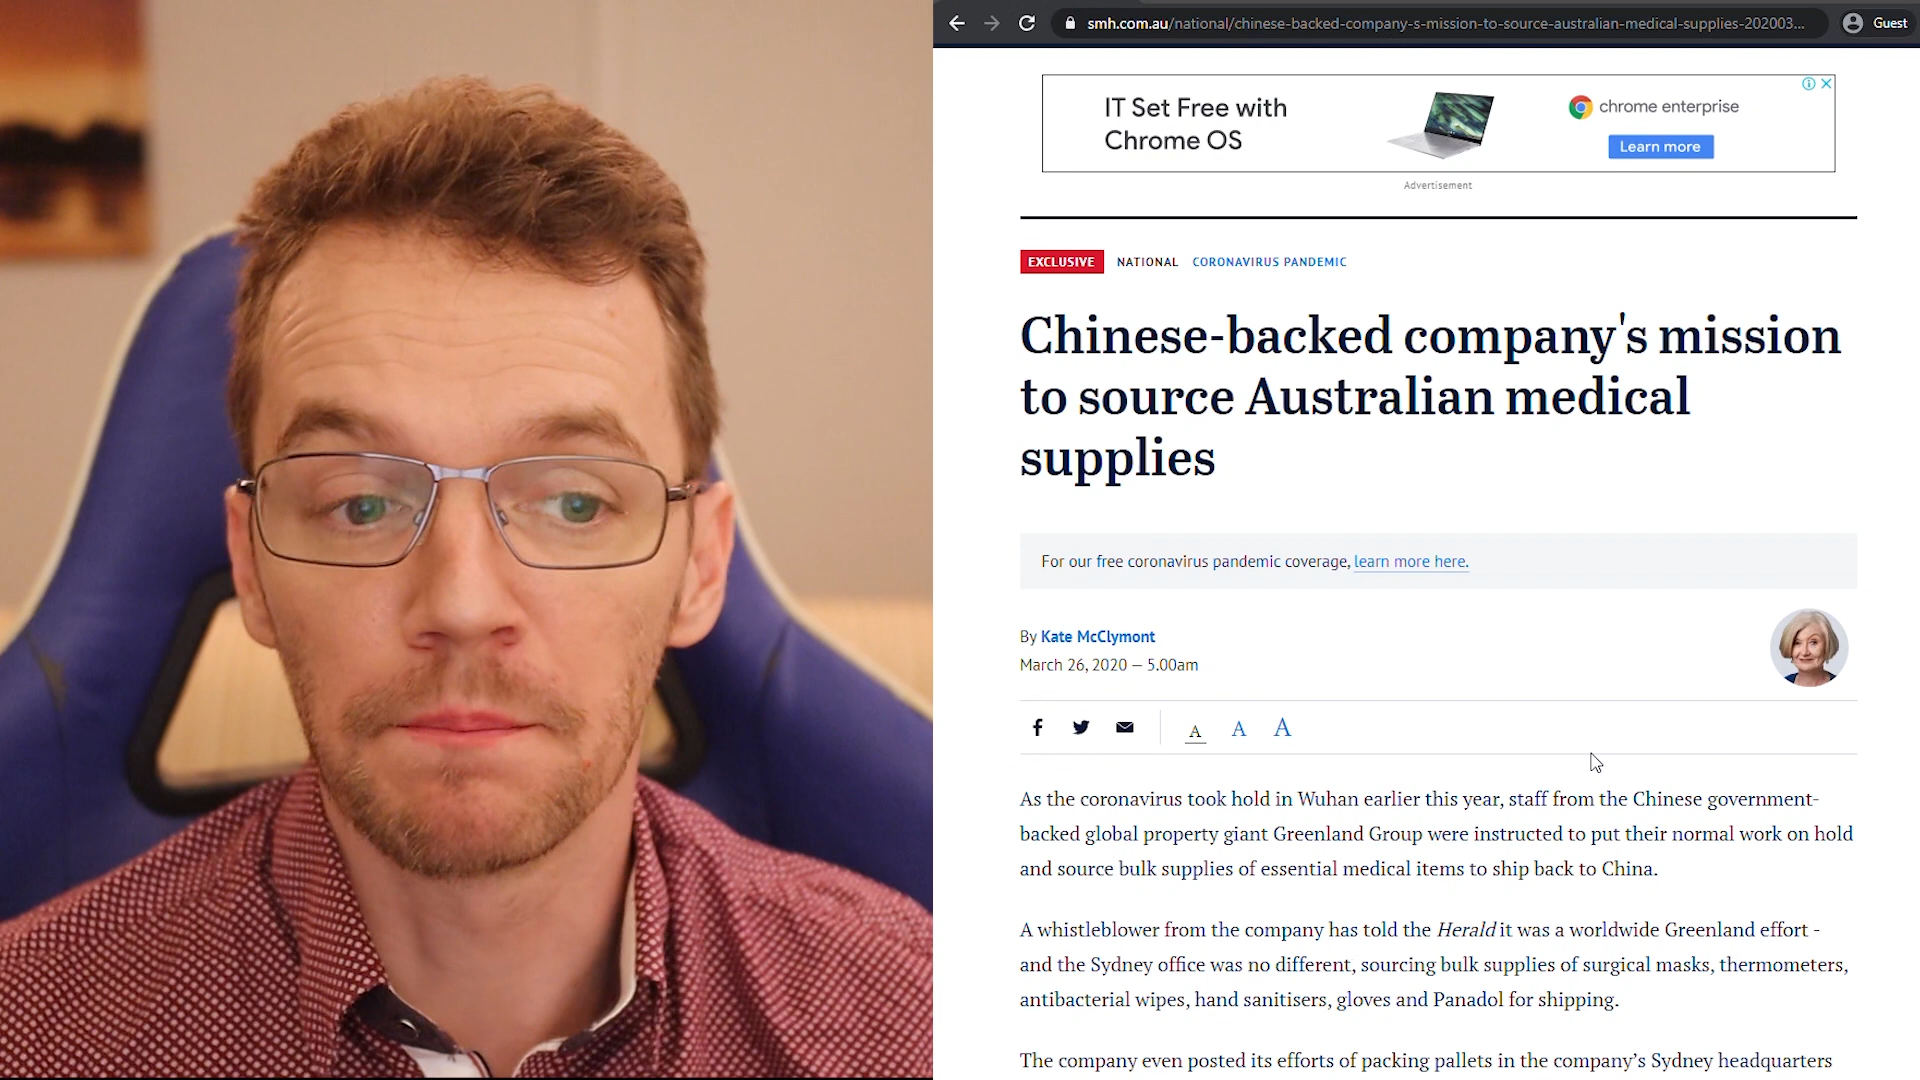 smh.com.au/national/chinese-backed-company-s-mission-to-source-australian-medical-supplies-202003...
Guest
IT Set Free with
Chrome OS
chrome enterprise
Learn more
Advertisement
EXCLUSIVE NATIONAL CORONAVIRUS PANDEMIC
Chinese-backed company's mission
to source Australian medical
supplies
For our free coronavirus pandemic coverage, learn more here.
By Kate McClymont
March 26, 2020 — 5.00am
A A A
As the coronavirus took hold in Wuhan earlier this year, staff from the Chinese government-
backed global property giant Greenland Group were instructed to put their normal work on hold
and source bulk supplies of essential medical items to ship back to China.
A whistleblower from the company has told the Herald it was a worldwide Greenland effort -
and the Sydney office was no different, sourcing bulk supplies of surgical masks, thermometers,
antibacterial wipes, hand sanitisers, gloves and Panadol for shipping.
The company even posted its efforts of packing pallets in the company’s Sydney headquarters